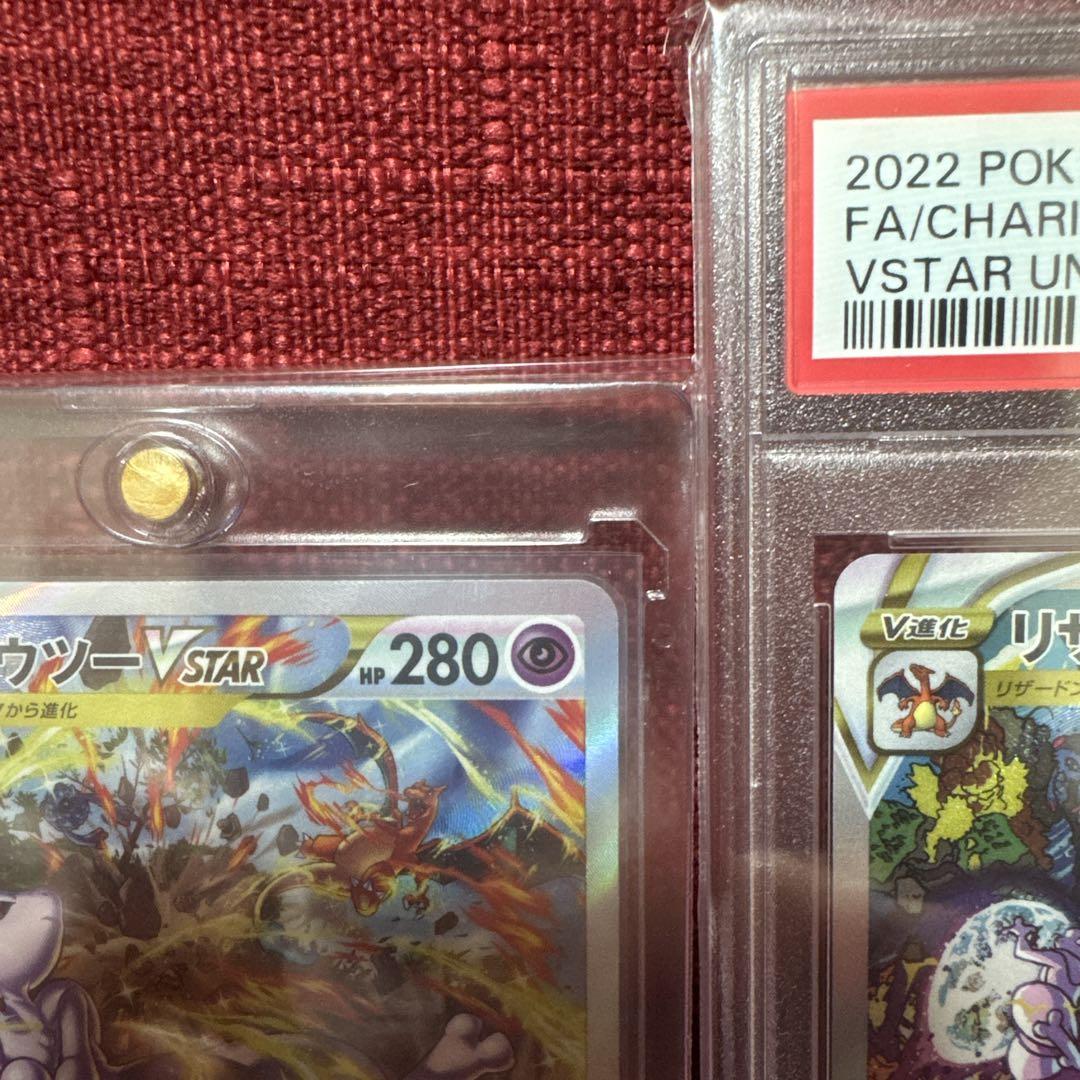 2022 POK
FA/CHARI
VSTAR UN
ウツーVSTAR HP 280
から進化
V進化
リザ
リザードン